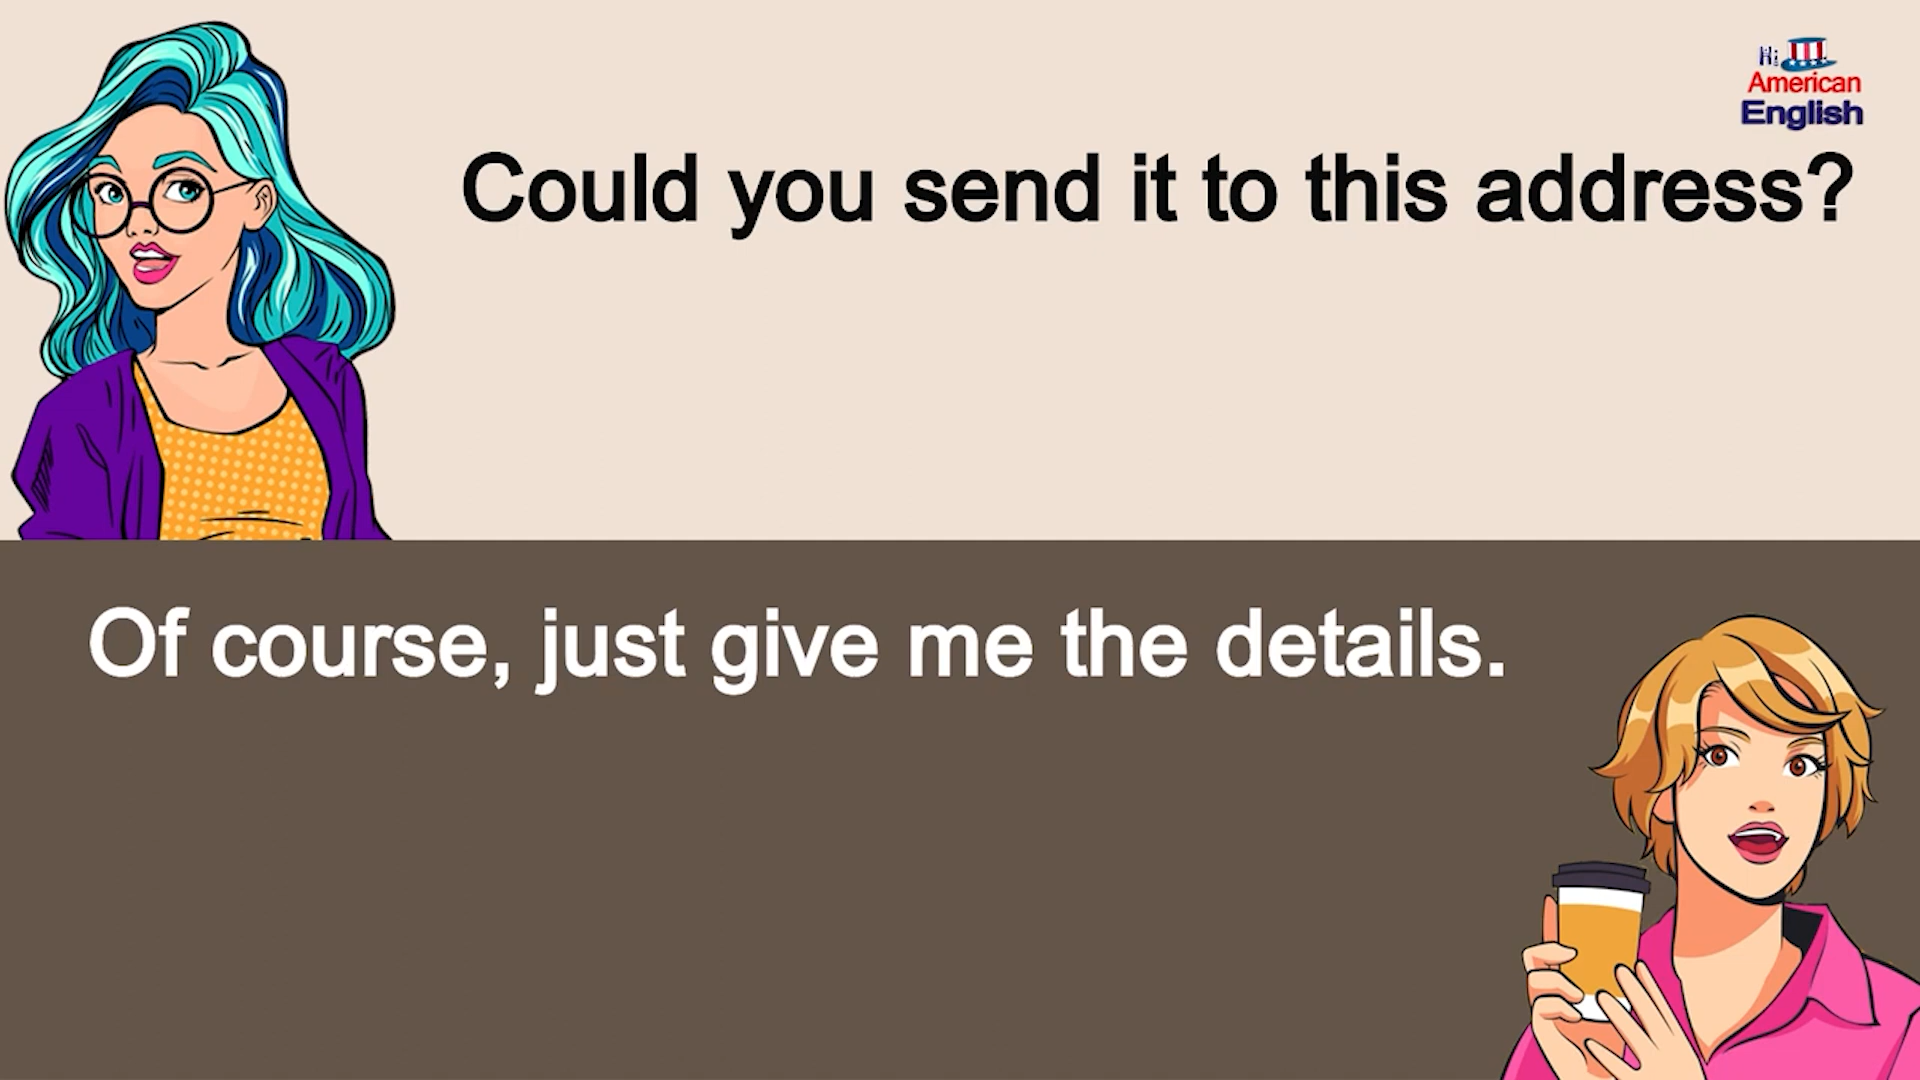 Hi
American
English
Could you send it to this address?
Of course, just give me the details.